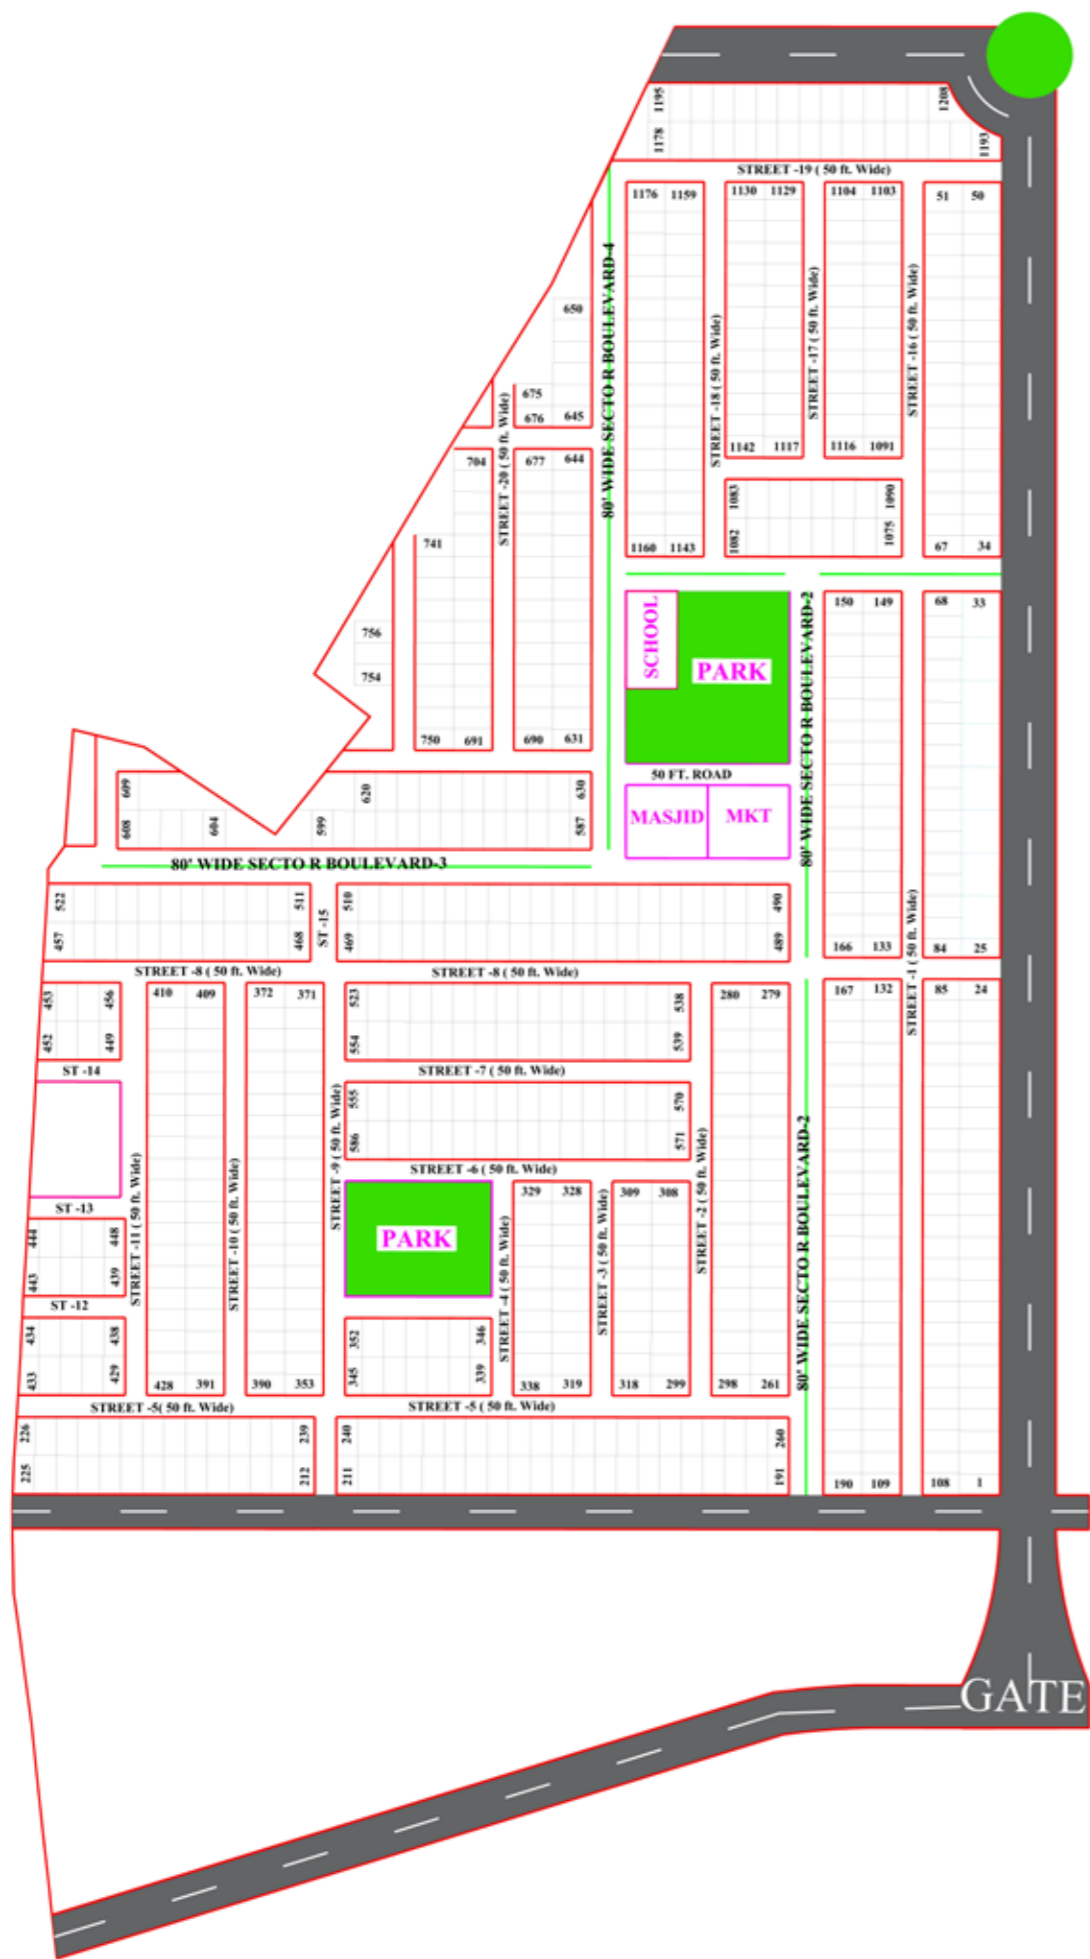 1195
1208
1178
1193
STREET -19 ( 50 ft. Wide)
1176 1159
1130 1129
1104 1103
51 50
80' WIDE SECTO R BOULEVARD-4
STREET -18 ( 50 ft. Wide)
STREET -17 ( 50 ft. Wide)
STREET -16 ( 50 ft. Wide)
650
675
676 645
STREET -20 ( 50 ft. Wide)
704
677 644
1142 1117
1116 1091
1083
1090
1082
1075
741
1160 1143
67 34
756
754
SCHOOL
PARK
80' WIDE SECTO R BOULEVARD-2
150 149
68 33
750 691
690 631
50 FT. ROAD
MASJID
MKT
609
620
630
608
604
599
587
80' WIDE SECTO R BOULEVARD-3
522
511
510
490
457
468
ST -15
469
489
166 133
84 25
STREET -1 ( 50 ft. Wide)
STREET -8 ( 50 ft. Wide)
STREET -8 ( 50 ft. Wide)
453
456
410 409
372 371
523
538
280 279
167 132
85 24
452
449
554
539
ST -14
STREET -7 ( 50 ft. Wide)
555
570
586
571
STREET -9 ( 50 ft. Wide)
STREET -6 ( 50 ft. Wide)
STREET -11 ( 50 ft. Wide)
STREET -10 ( 50 ft. Wide)
STREET -2 ( 50 ft. Wide)
80' WIDE SECTO R BOULEVARD-2
329 328
309 308
ST -13
444
448
PARK
STREET -4 ( 50 ft. Wide)
STREET -3 ( 50 ft. Wide)
443
439
ST -12
434
438
352
346
433
429
428 391
390 353
345
339
338 319
318 299
298 261
STREET -5( 50 ft. Wide)
STREET -5 ( 50 ft. Wide)
226
239
240
260
225
212
211
191
190 109
108 1
GATE